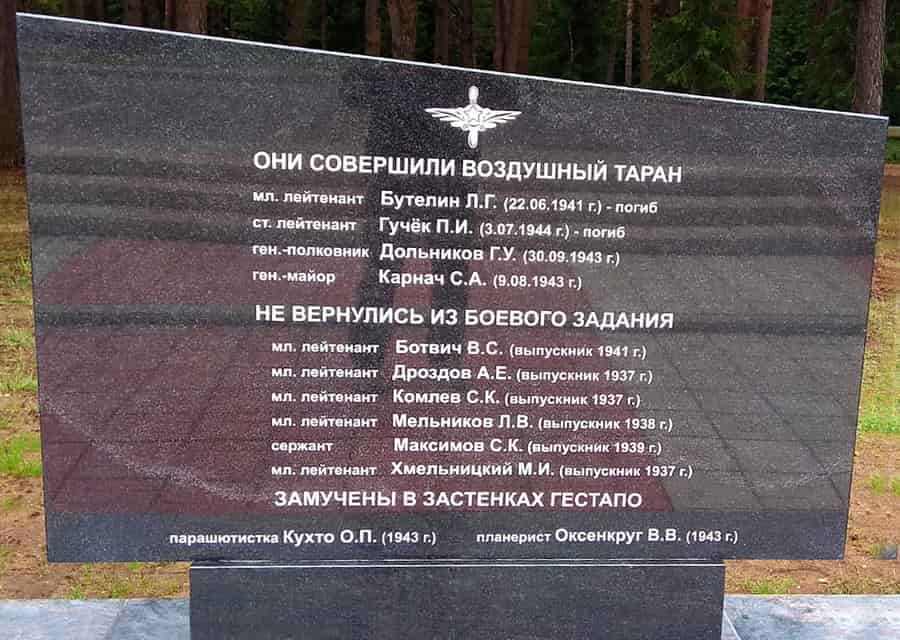 ОНИ СОВЕРШИЛИ ВОЗДУШНЫЙ ТАРАН
мл. лейтенант Бутелин Л.Г. (22.06.1941 г.) - погиб
ст. лейтенант Гучёк П.И. (3.07.1944 г.) - погиб
ген.-полковник Дольников Г.У. (30.09.1943 г.)
ген.-майор Карнач С.А. (9.08.1943 г.)
НЕ ВЕРНУЛИСЬ ИЗ БОЕВОГО ЗАДАНИЯ
мл. лейтенант Ботвич В.С. (выпускник 1941 г.)
мл. лейтенант Дроздов А.Е. (выпускник 1937 г.)
мл. лейтенант Комлев С.К. (выпускник 1937 г.)
мл. лейтенант Мельников Л.В. (выпускник 1938 г.)
сержант Максимов С.К. (выпускник 1939 г.)
мл. лейтенант Хмельницкий М.И. (выпускник 1937 г.)
ЗАМУЧЕНЫ В ЗАСТЕНКАХ ГЕСТАПО
парашютистка Кухто О.П. (1943 г.) планерист Оксенкруг В.В. (1943 г.)